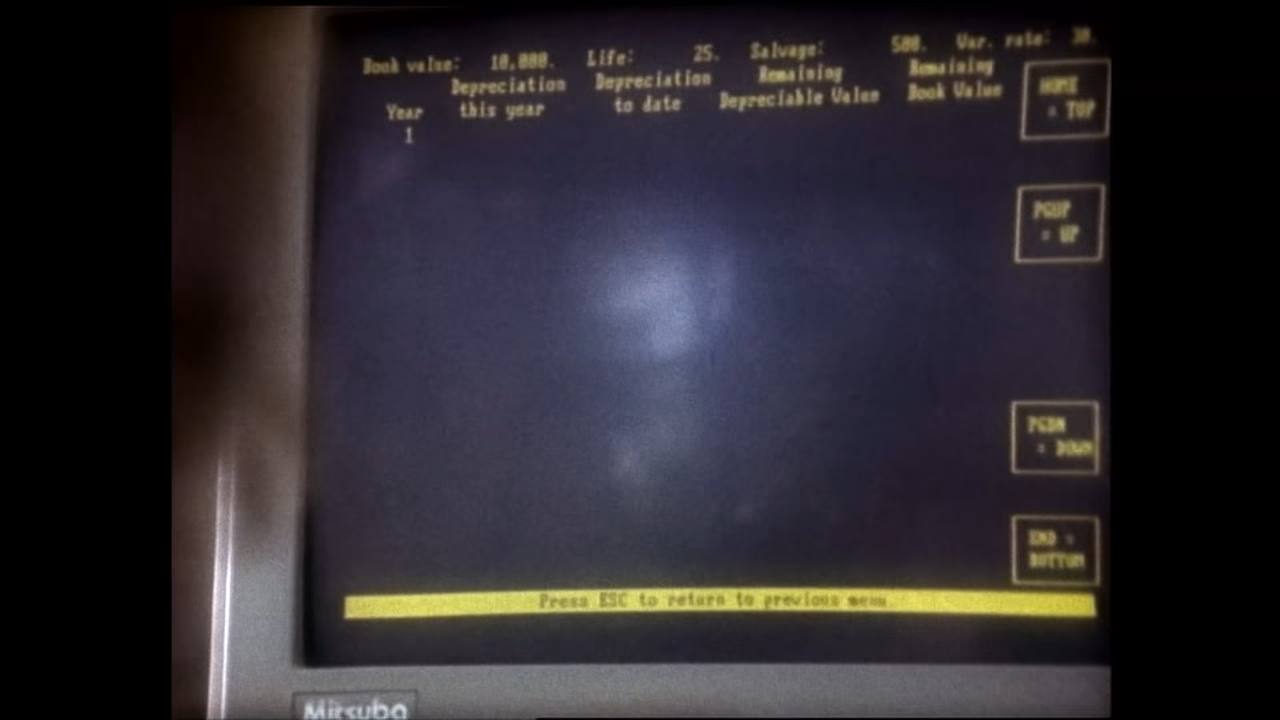 Book value: 10,000. Life: 25. Salvage: 500. Var. rate: 30.
Year Depreciation this year Depreciation to date Remaining Depreciable Value Remaining Book Value
1
HOME = TOP
PGUP = UP
PGDN = DOWN
END = BOTTOM
Press ESC to return to previous menu
Mitsuba